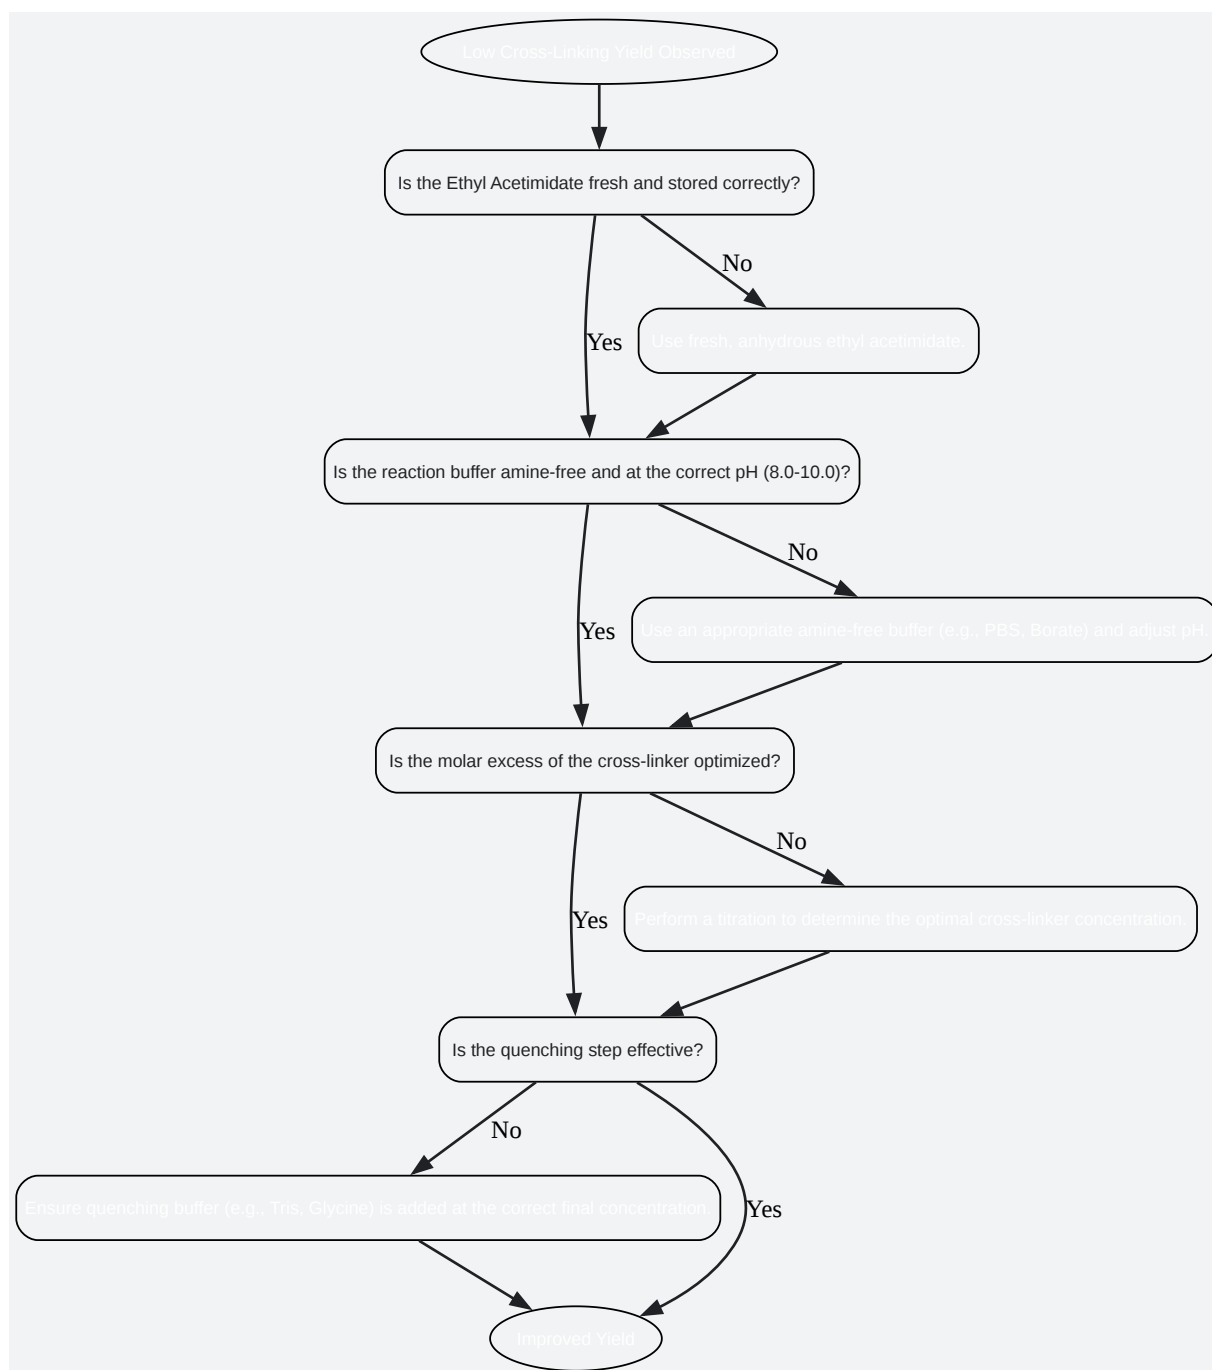 Low Cross-Linking Yield Observed
Is the Ethyl Acetimidate fresh and stored correctly?
No
Yes
Use fresh, anhydrous ethyl acetimidate.
Is the reaction buffer amine-free and at the correct pH (8.0-10.0)?
No
Yes
Use an appropriate amine-free buffer (e.g., PBS, Borate) and adjust pH.
Is the molar excess of the cross-linker optimized?
No
Yes
Perform a titration to determine the optimal cross-linker concentration.
Is the quenching step effective?
No
Ensure quenching buffer (e.g., Tris, Glycine) is added at the correct final concentration.
Yes
Improved Yield